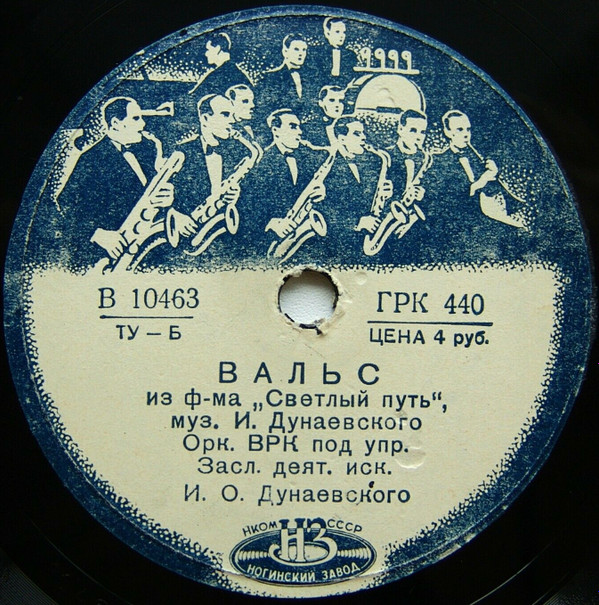 В 10463
ТУ — Б
ГРК 440
ЦЕНА 4 руб.
ВАЛЬС
из ф-ма „Светлый путь“,
муз. И. Дунаевского
Орк. ВРК под упр.
Засл. деят. иск.
И. О. Дунаевского
НКОМ СССР
НЗ
НОГИНСКИЙ ЗАВОД